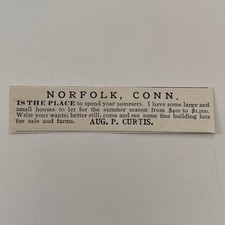 NORFOLK, CONN.
IS THE PLACE to spend your summers. I have some large and
small houses to let for the summer season from $400 to $1,000.
Write your wants; better still, come and see some fine building lots
for sale and farms. AUG. P. CURTIS.